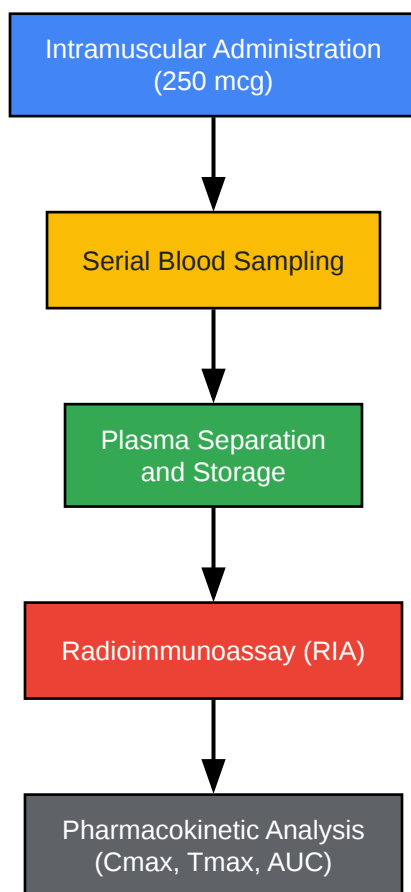 Intramuscular Administration
(250 mcg)
Serial Blood Sampling
Plasma Separation
and Storage
Radioimmunoassay (RIA)
Pharmacokinetic Analysis
(Cmax, Tmax, AUC)